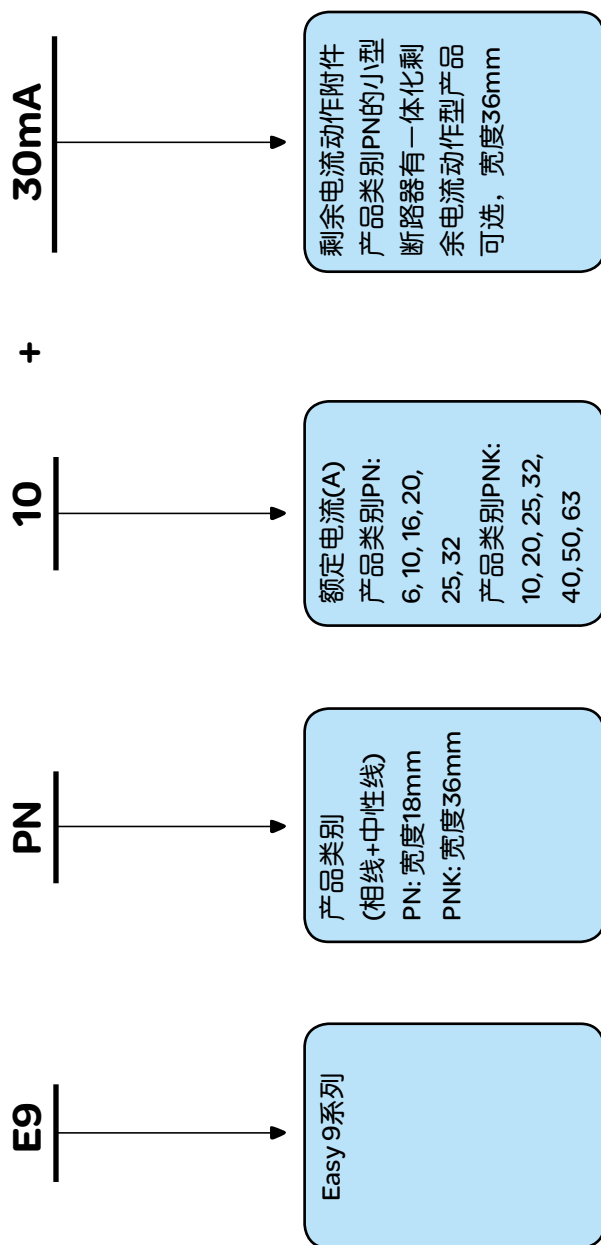 E9
PN
10
+
30mA
Easy 9系列
产品类别
(相线+中性线)
PN: 宽度18mm
PNK: 宽度36mm
额定电流(A)
产品类别PN:
6, 10, 16, 20,
25, 32
产品类别PNK:
10, 20, 25, 32,
40, 50, 63
剩余电流动作附件
产品类别PN的小型
断路器有一体化剩
余电流动作型产品
可选，宽度36mm